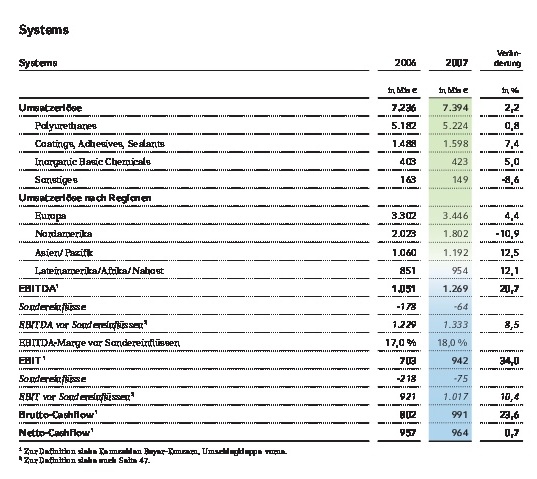 Systems
Systems 2006 2007 Verän-
derung
in Mio € in Mio € in %
Umsatzerlöse 7.236 7.394 2,2
Polyurethanes 5.182 5.224 0,8
Coatings, Adhesives, Sealants 1.488 1.598 7,4
Inorganic Basic Chemicals 403 423 5,0
Sonstiges 163 149 -8,6
Umsatzerlöse nach Regionen
Europa 3.302 3.446 4,4
Nordamerika 2.023 1.802 -10,9
Asien/Pazifik 1.060 1.192 12,5
Lateinamerika/Afrika/Nahost 851 954 12,1
EBITDA¹ 1.051 1.269 20,7
Sondereinflüsse -178 -64
EBITDA vor Sondereinflüssen² 1.229 1.333 8,5
EBITDA-Marge vor Sondereinflüssen 17,0 % 18,0 %
EBIT¹ 703 942 34,0
Sondereinflüsse -218 -75
EBIT vor Sondereinflüssen² 921 1.017 10,4
Brutto-Cashflow¹ 802 991 23,6
Netto-Cashflow¹ 957 964 0,7
¹ Zur Definition siehe Kennzahlen Bayer-Konzern, Umschlagklappe vorne.
² Zur Definition siehe auch Seite 47.